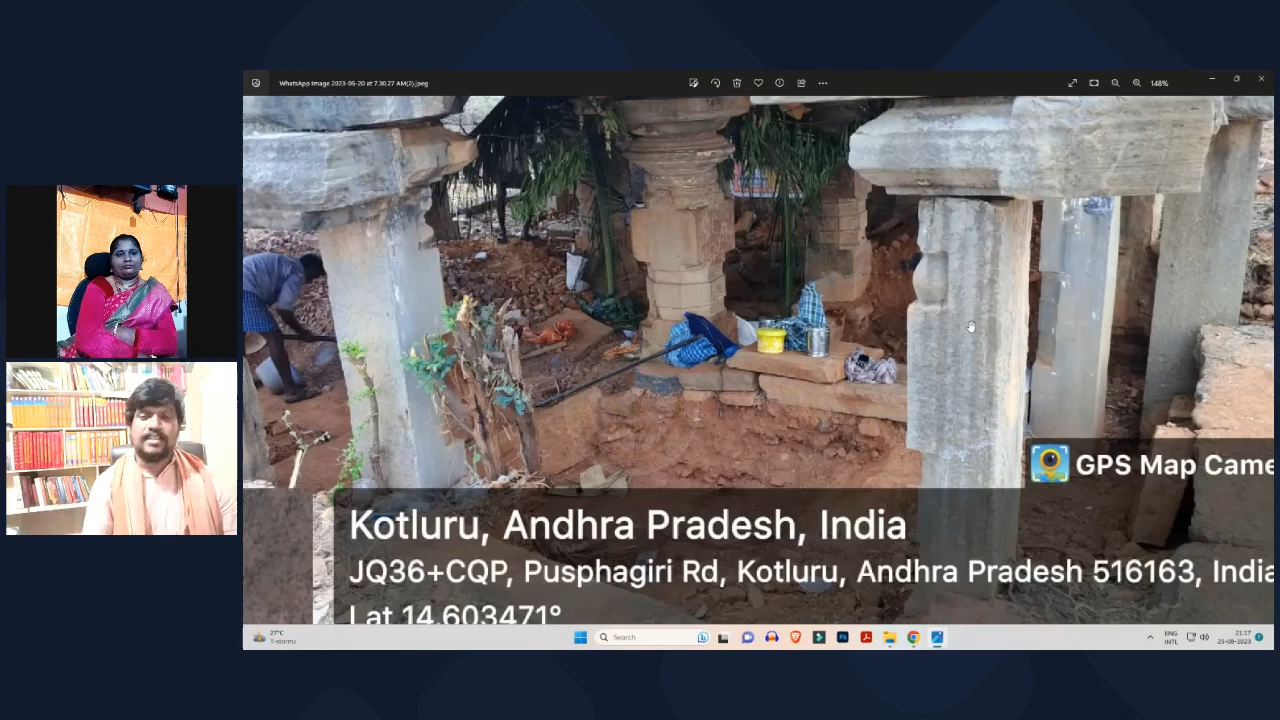 WhatsApp Image 2023-05-20 at 7.30.27 AM(2).jpeg
148%
GPS Map Came
Kotluru, Andhra Pradesh, India
JQ36+CQP, Pusphagiri Rd, Kotluru, Andhra Pradesh 516163, India
Lat 14.603471°
27°C
T-storms
Search
ENG
INTL
21:17
25-08-2023